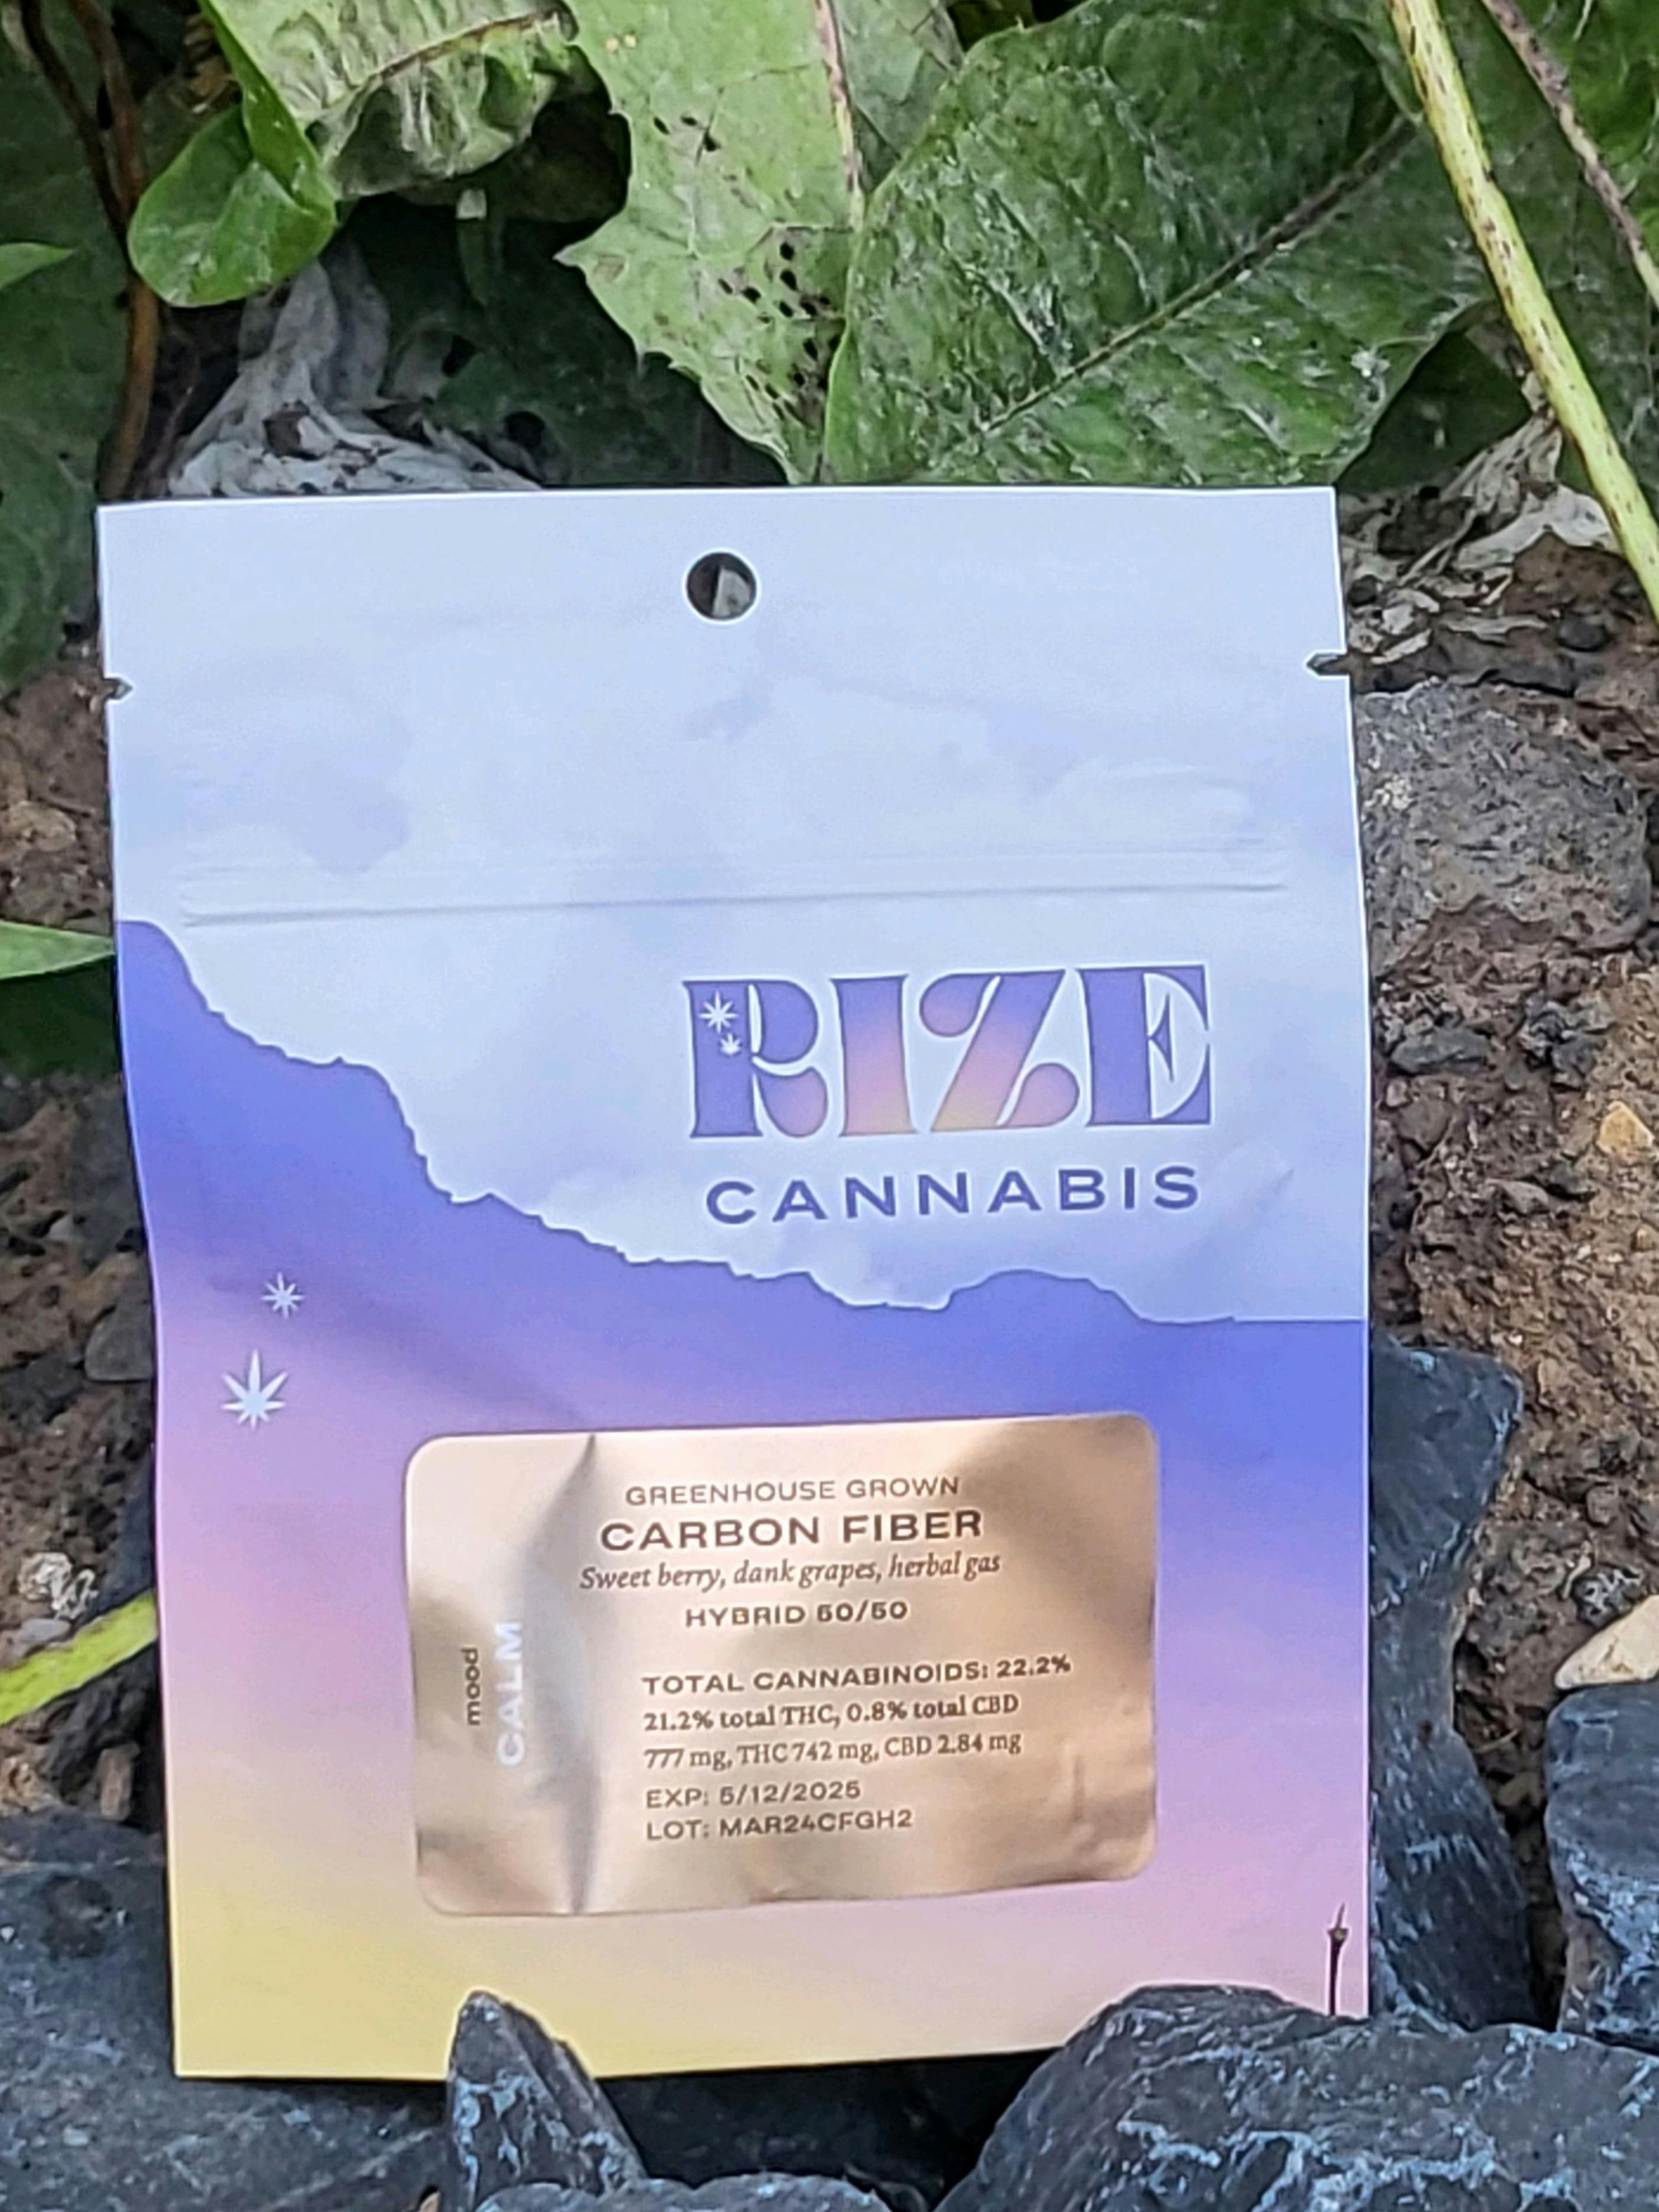 RIZE
CANNABIS
GREENHOUSE GROWN
CARBON FIBER
Sweet berry, dank grapes, herbal gas
HYBRID 50/50
mood
CALM
TOTAL CANNABINOIDS: 22.2%
21.2% total THC, 0.8% total CBD
777 mg, THC 742 mg, CBD 2.84 mg
EXP: 5/12/2025
LOT: MAR24CFGH2